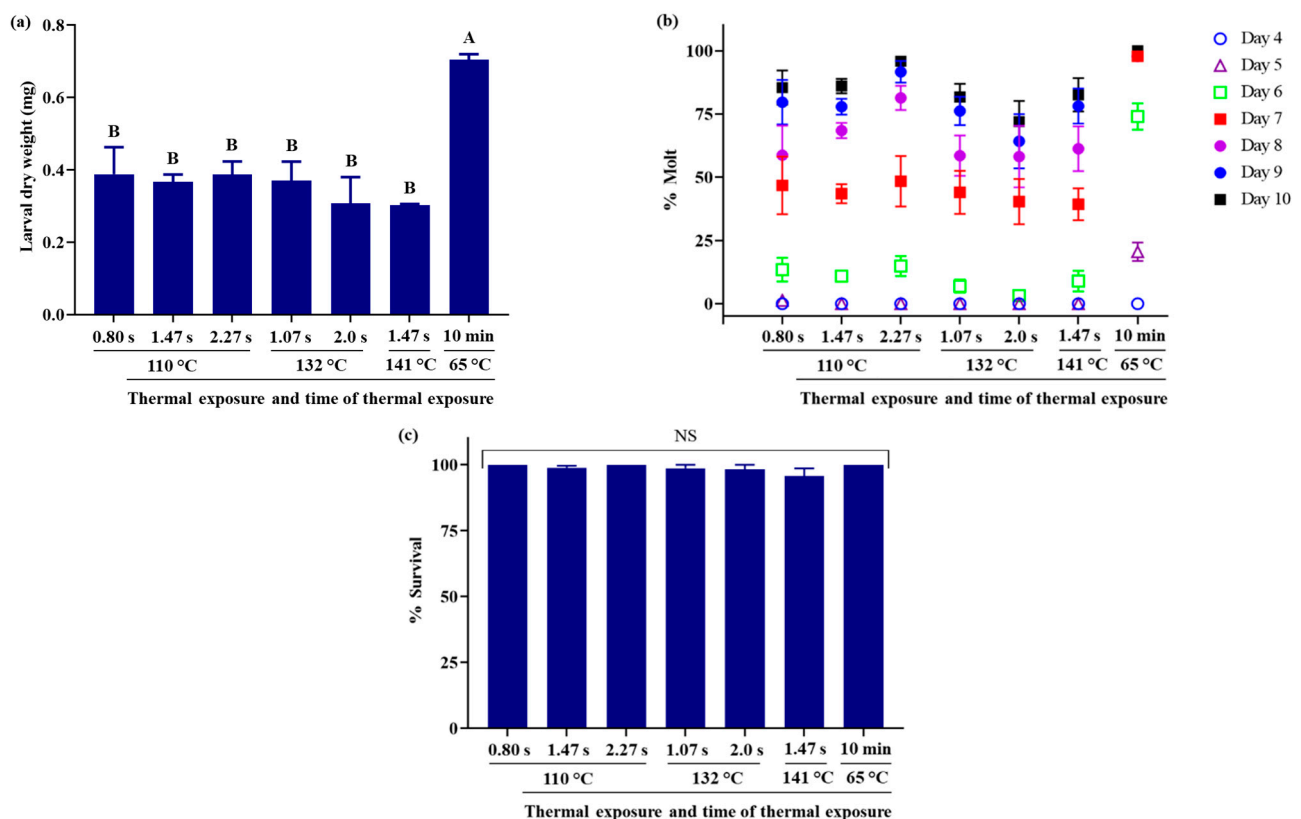 (a)
0.8
0.6
0.4
0.2
0.0
Larval dry weight (mg)
B B B B B B A
0.80 s 1.47 s 2.27 s 1.07 s 2.0 s 1.47 s 10 min
110 °C 132 °C 141 °C 65 °C
Thermal exposure and time of thermal exposure
(b)
100
75
50
25
0
% Molt
0.80 s 1.47 s 2.27 s 1.07 s 2.0 s 1.47 s 10 min
110 °C 132 °C 141 °C 65 °C
Thermal exposure and time of thermal exposure
Day 4
Day 5
Day 6
Day 7
Day 8
Day 9
Day 10
(c)
NS
100
75
50
25
0
% Survival
0.80 s 1.47 s 2.27 s 1.07 s 2.0 s 1.47 s 10 min
110 °C 132 °C 141 °C 65 °C
Thermal exposure and time of thermal exposure